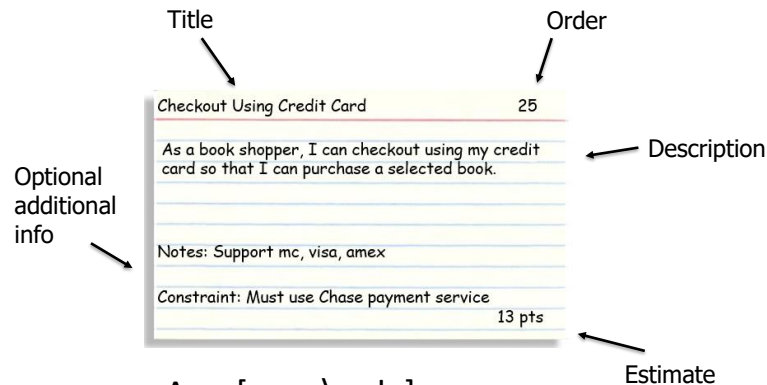 Title
Order
Checkout Using Credit Card 25
As a book shopper, I can checkout using my credit
card so that I can purchase a selected book.
Description
Optional
additional
info
Notes: Support mc, visa, amex
Constraint: Must use Chase payment service
13 pts
Estimate